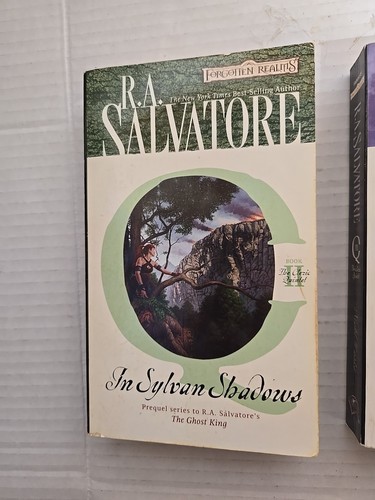 FORGOTTEN REALMS
R.A.
The New York Times Best-Selling Author
SALVATORE
BOOK
II
The Cleric
Quintet
In Sylvan Shadows
Prequel series to R.A. Salvatore's
The Ghost King
R.A. SALVATORE